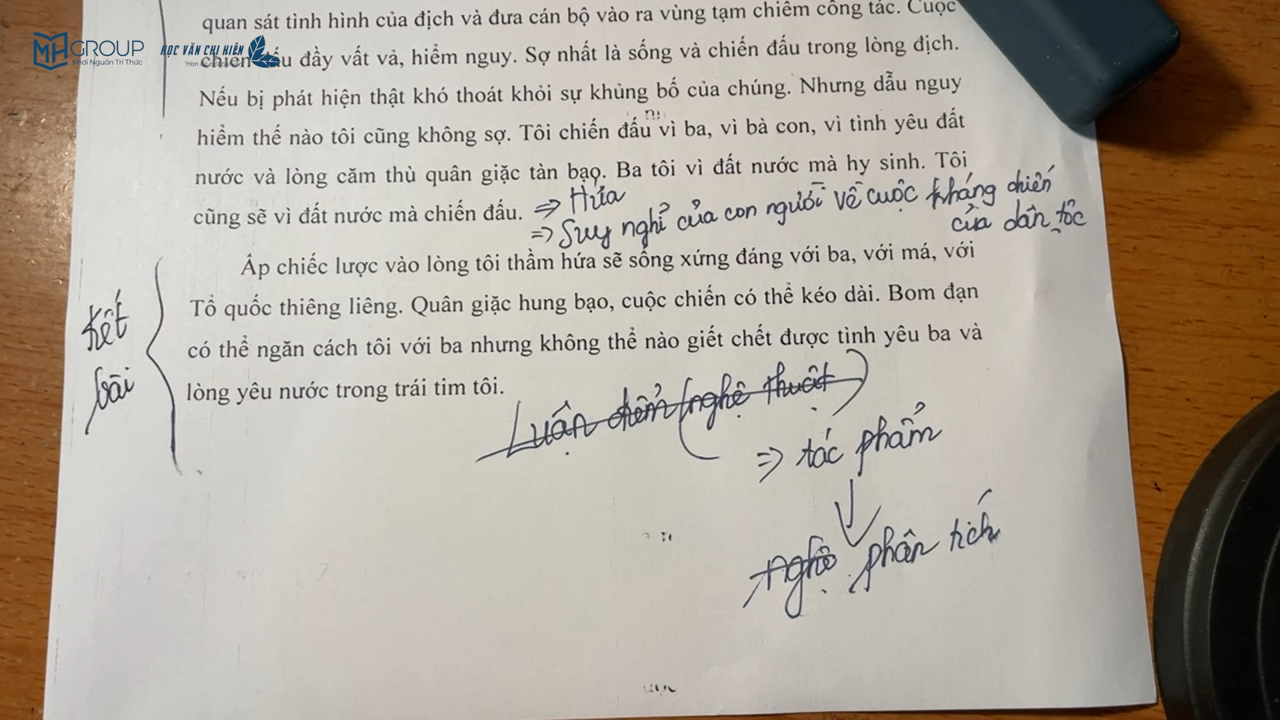 quan sát tình hình của địch và đưa cán bộ vào ra vùng tạm chiếm công tác. Cuộc
MH GROUP
Khơi Nguồn Tri Thức
HỌC VĂN CHỊ HIÊN
chiến đấu đầy vất vả, hiểm nguy. Sợ nhất là sống và chiến đấu trong lòng địch.
Nếu bị phát hiện thật khó thoát khỏi sự khủng bố của chúng. Nhưng dẫu nguy
hiểm thế nào tôi cũng không sợ. Tôi chiến đấu vì ba, vì bà con, vì tình yêu đất
nước và lòng căm thù quân giặc tàn bạo. Ba tôi vì đất nước mà hy sinh. Tôi
cũng sẽ vì đất nước mà chiến đấu.
⇒ Hứa
⇒ Suy nghĩ của con người về cuộc kháng chiến
của dân tộc
Ấp chiếc lược vào lòng tôi thầm hứa sẽ sống xứng đáng với ba, với má, với
Tổ quốc thiêng liêng. Quân giặc hung bạo, cuộc chiến có thể kéo dài. Bom đạn
có thể ngăn cách tôi với ba nhưng không thể nào giết chết được tình yêu ba và
lòng yêu nước trong trái tim tôi.
Kết
bài
Luận điểm (nghệ thuật)
⇒ tác phẩm
↓
Nghệ phân tích